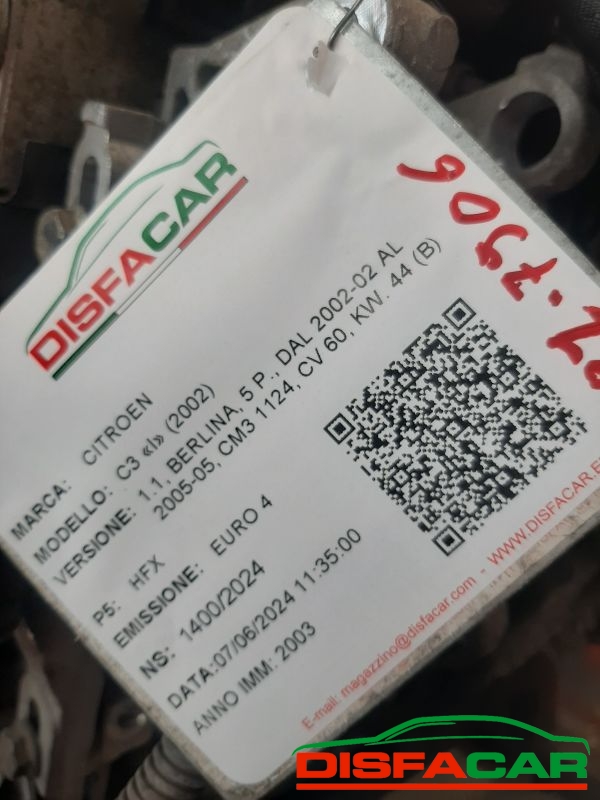 DISFACAR
MARCA: CITROEN
MODELLO: C3 «I» (2002)
VERSIONE: 1.1, BERLINA, 5 P., DAL 2002-02 AL
2005-05, CM3 1124, CV 60, KW. 44 (B)
P5: HFX
EMISSIONE: EURO 4
NS: 1400/2024
DATA:07/06/2024 11:35:00
ANNO IMM: 2003
E-mail: magazzino@disfacar.com - WWW.DISFACAR.E
DISFACAR